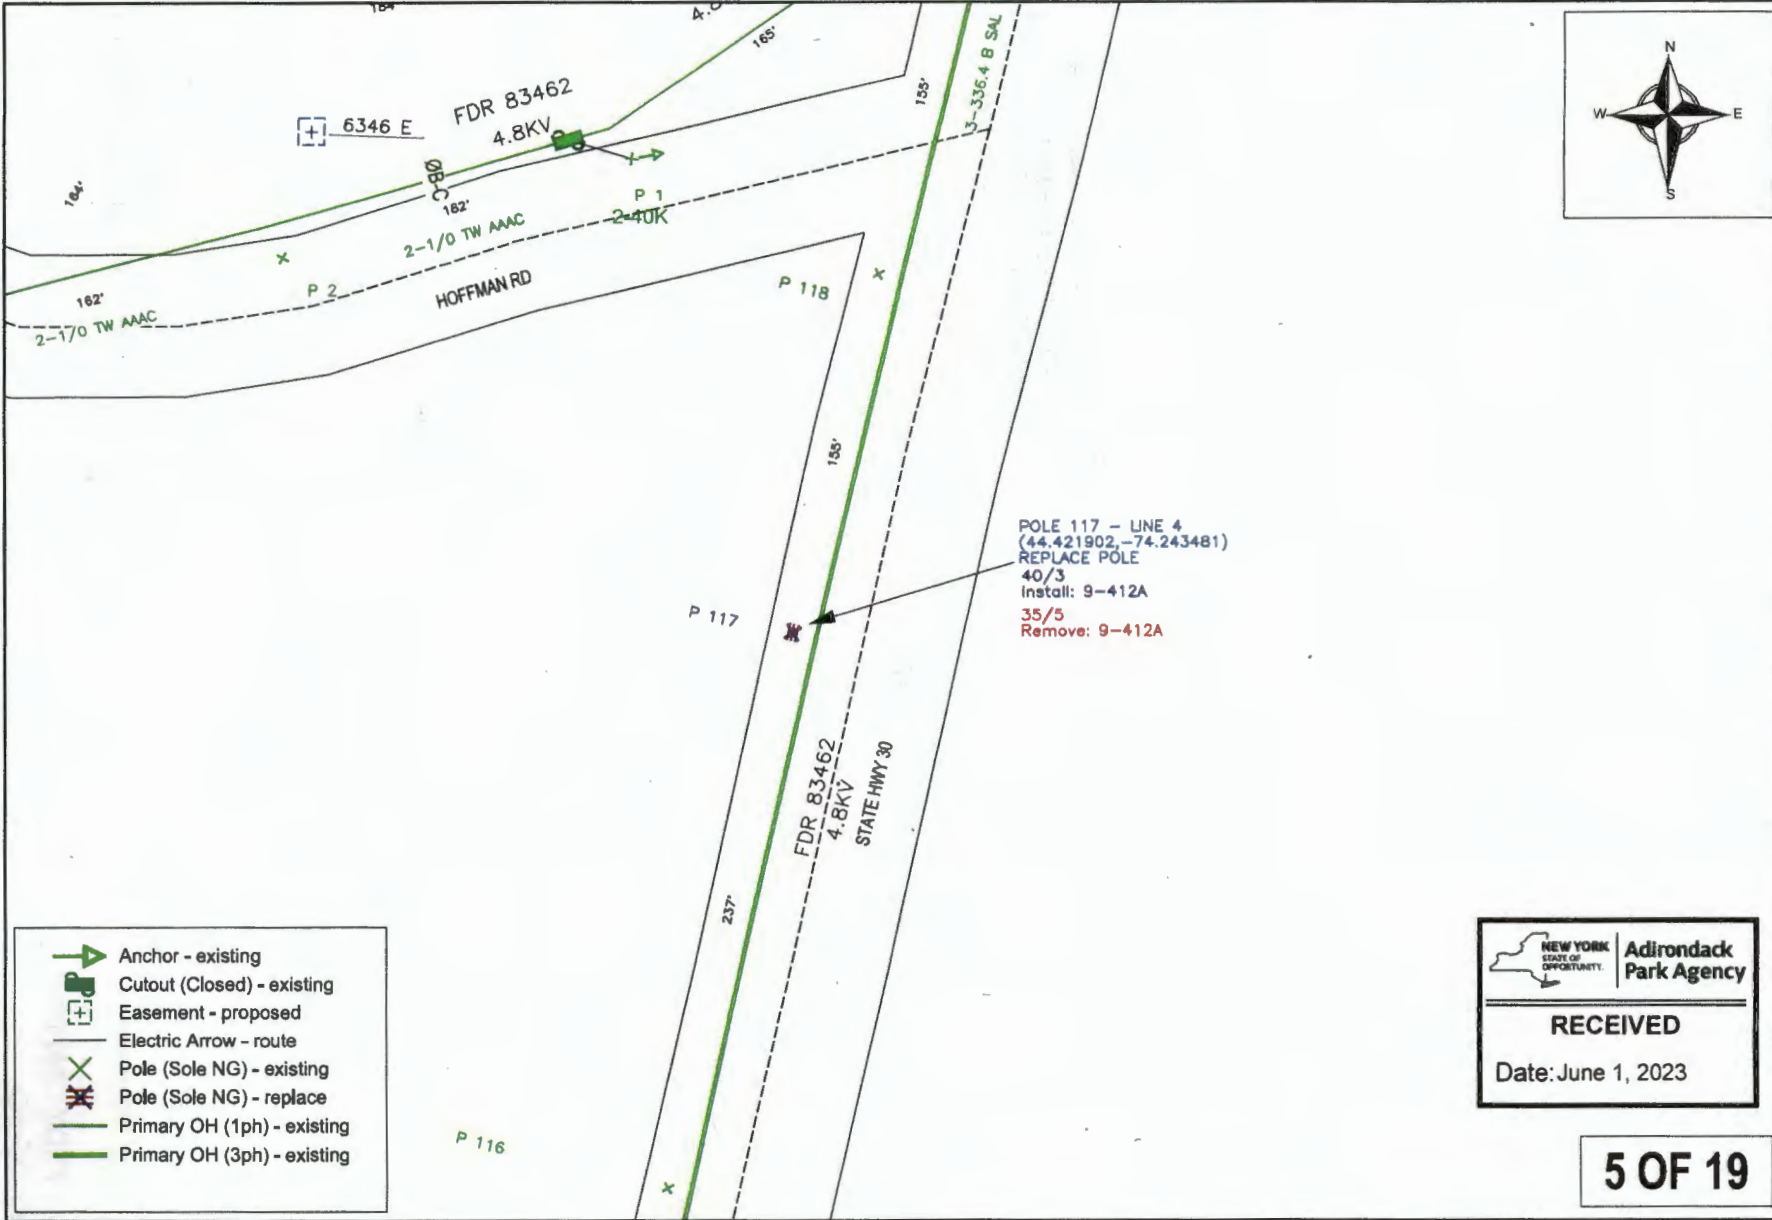 184'
165'
155'
3-336.4 B SAL
N
W
E
S
6346 E
FDR 83462
4.8KV
ØB-C
164'
182'
P 1
2-40K
2-1/0 TW AAAC
P 2
HOFFMAN RD
162'
2-1/0 TW AAAC
P 118
155'
POLE 117 - LINE 4
(44.421902,-74.243481)
REPLACE POLE
40/3
Install: 9-412A
35/5
Remove: 9-412A
P 117
FDR 83462
4.8KV
STATE HWY 30
237'
P 116
Anchor - existing
Cutout (Closed) - existing
Easement - proposed
Electric Arrow - route
Pole (Sole NG) - existing
Pole (Sole NG) - replace
Primary OH (1ph) - existing
Primary OH (3ph) - existing
NEW YORK
STATE OF
OPPORTUNITY.
Adirondack
Park Agency
RECEIVED
Date: June 1, 2023
5 OF 19